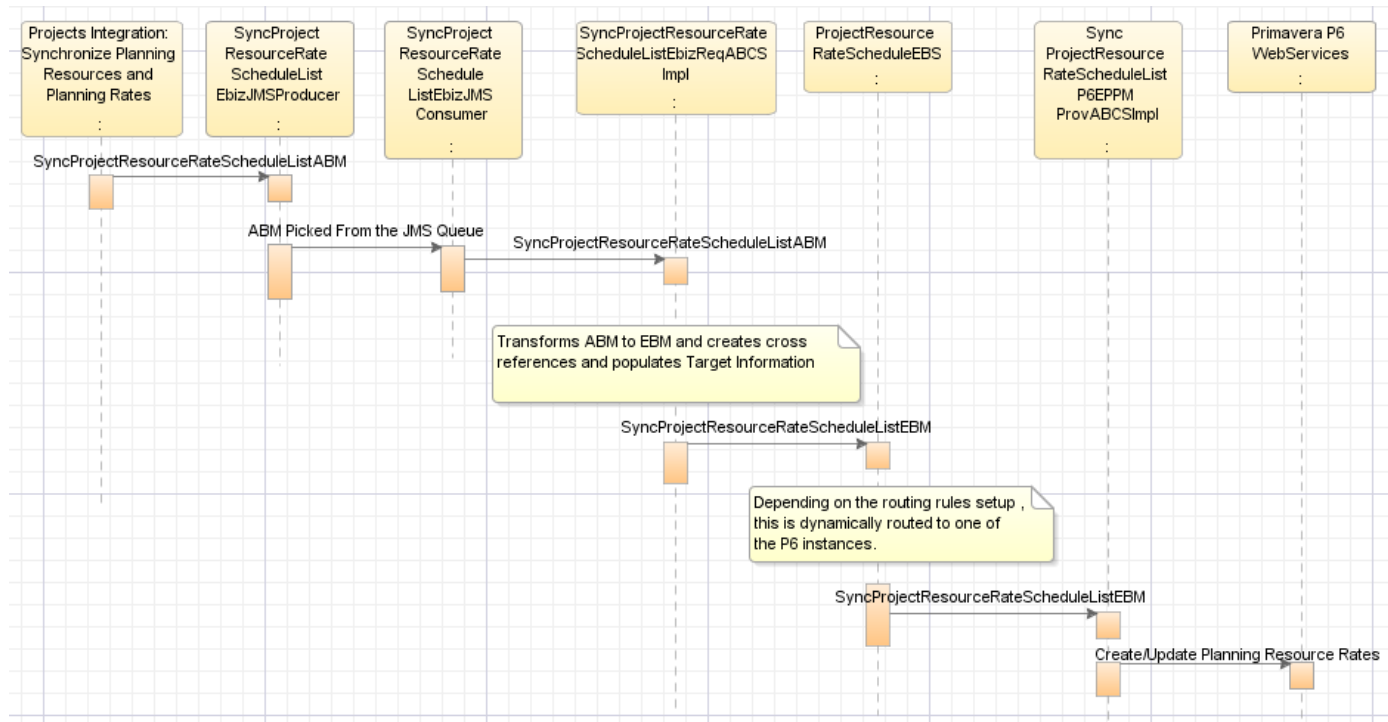 Projects Integration:
Synchronize Planning
Resources and
Planning Rates
:
SyncProject
ResourceRate
ScheduleList
EbizJMSProducer
:
SyncProject
ResourceRate
Schedule
ListEbizJMS
Consumer
:
SyncProjectResourceRate
ScheduleListEbizReqABCS
Impl
:
ProjectResource
RateScheduleEBS
:
Sync
ProjectResource
RateScheduleList
P6EPPM
ProvABCSImpl
:
Primavera P6
WebServices
:
SyncProjectResourceRateScheduleListABM
ABM Picked From the JMS Queue
SyncProjectResourceRateScheduleListABM
Transforms ABM to EBM and creates cross
references and populates Target Information
SyncProjectResourceRateScheduleListEBM
Depending on the routing rules setup ,
this is dynamically routed to one of
the P6 instances.
SyncProjectResourceRateScheduleListEBM
Create/Update Planning Resource Rates